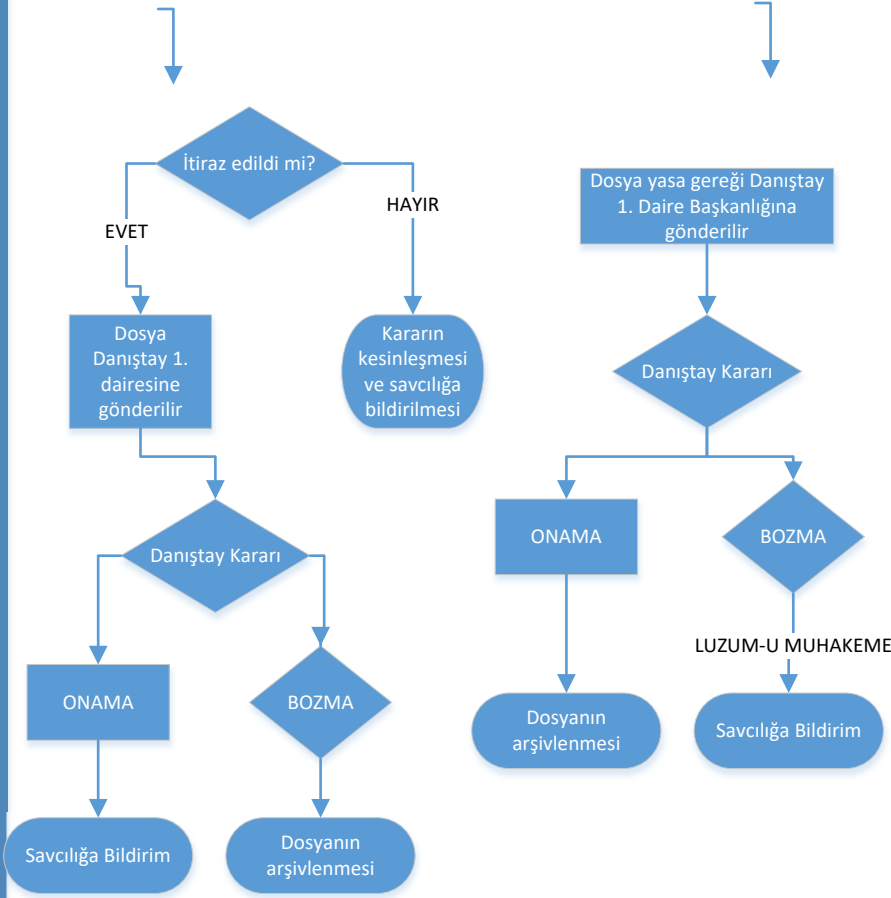 İtiraz edildi mi?
EVET
HAYIR
Dosya
Danıştay 1.
dairesine
gönderilir
Kararın
kesinleşmesi
ve savcılığa
bildirilmesi
Danıştay Kararı
ONAMA
BOZMA
Savcılığa Bildirim
Dosyanın
arşivlenmesi
Dosya yasa gereği Danıştay
1. Daire Başkanlığına
gönderilir
Danıştay Kararı
ONAMA
BOZMA
LUZUM-U MUHAKEME
Dosyanın
arşivlenmesi
Savcılığa Bildirim